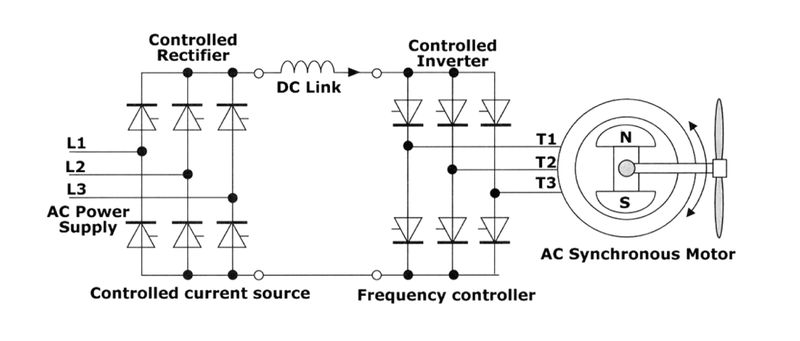 Controlled
Rectifier
Controlled
Inverter
DC Link
L1
L2
L3
AC Power
Supply
T1
T2
T3
N
S
AC Synchronous Motor
Controlled current source
Frequency controller